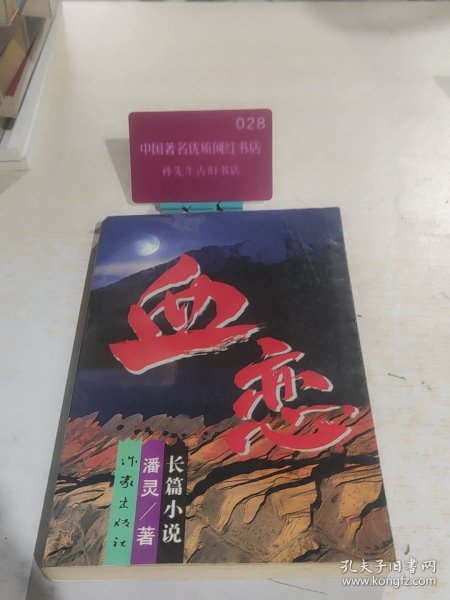 028
中国著名优质网红书店
孙先生古旧书店
血恋
长篇小说
潘灵/著
作家出版社
孔夫子旧书网
www.kongfz.com